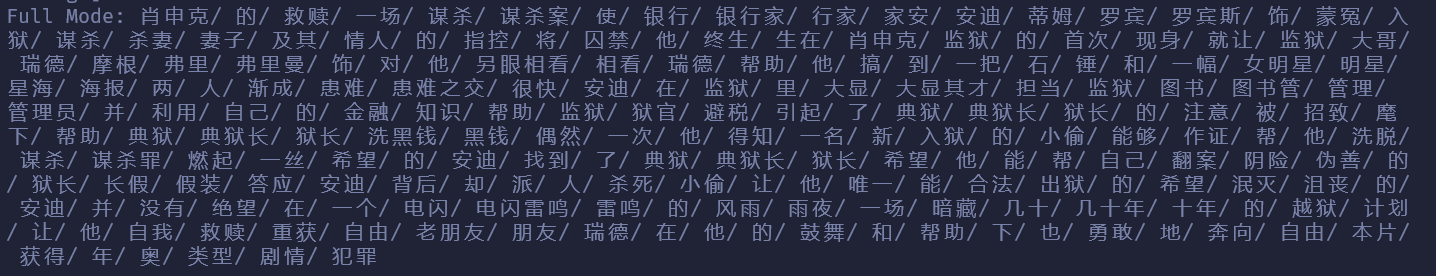 Full Mode: 肖申克/ 的/ 救赎/ 一场/ 谋杀/ 谋杀案/ 使/ 银行/ 银行家/ 行家/ 家安/ 安迪/ 蒂姆/ 罗宾/ 罗宾斯/ 饰/ 蒙冤/ 入
狱/ 谋杀/ 杀妻/ 妻子/ 及其/ 情人/ 的/ 指控/ 将/ 囚禁/ 他/ 终生/ 生在/ 肖申克/ 监狱/ 的/ 首次/ 现身/ 就让/ 监狱/ 大哥/
瑞德/ 摩根/ 弗里/ 弗里曼/ 饰/ 对/ 他/ 另眼相看/ 相看/ 瑞德/ 帮助/ 他/ 搞/ 到/ 一把/ 石/ 锤/ 和/ 一幅/ 女明星/ 明星/
星海/ 海报/ 两/ 人/ 渐成/ 患难/ 患难之交/ 很快/ 安迪/ 在/ 监狱/ 里/ 大显/ 大显其才/ 担当/ 监狱/ 图书/ 图书管/ 管理/
管理员/ 并/ 利用/ 自己/ 的/ 金融/ 知识/ 帮助/ 监狱/ 狱官/ 避税/ 引起/ 了/ 典狱/ 典狱长/ 狱长/ 的/ 注意/ 被/ 招致/ 麾
下/ 帮助/ 典狱/ 典狱长/ 狱长/ 洗黑钱/ 黑钱/ 偶然/ 一次/ 他/ 得知/ 一名/ 新/ 入狱/ 的/ 小偷/ 能够/ 作证/ 帮/ 他/ 洗脱/
谋杀/ 谋杀罪/ 燃起/ 一丝/ 希望/ 的/ 安迪/ 找到/ 了/ 典狱/ 典狱长/ 狱长/ 希望/ 他/ 能/ 帮/ 自己/ 翻案/ 阴险/ 伪善/ 的
/ 狱长/ 长假/ 假装/ 答应/ 安迪/ 背后/ 却/ 派/ 人/ 杀死/ 小偷/ 让/ 他/ 唯一/ 能/ 合法/ 出狱/ 的/ 希望/ 泯灭/ 沮丧/ 的/
安迪/ 并/ 没有/ 绝望/ 在/ 一个/ 电闪/ 电闪雷鸣/ 雷鸣/ 的/ 风雨/ 雨夜/ 一场/ 暗藏/ 几十/ 几十年/ 十年/ 的/ 越狱/ 计划
/ 让/ 他/ 自我/ 救赎/ 重获/ 自由/ 老朋友/ 朋友/ 瑞德/ 在/ 他/ 的/ 鼓舞/ 和/ 帮助/ 下/ 也/ 勇敢/ 地/ 奔向/ 自由/ 本片/
获得/ 年/ 奥/ 类型/ 剧情/ 犯罪